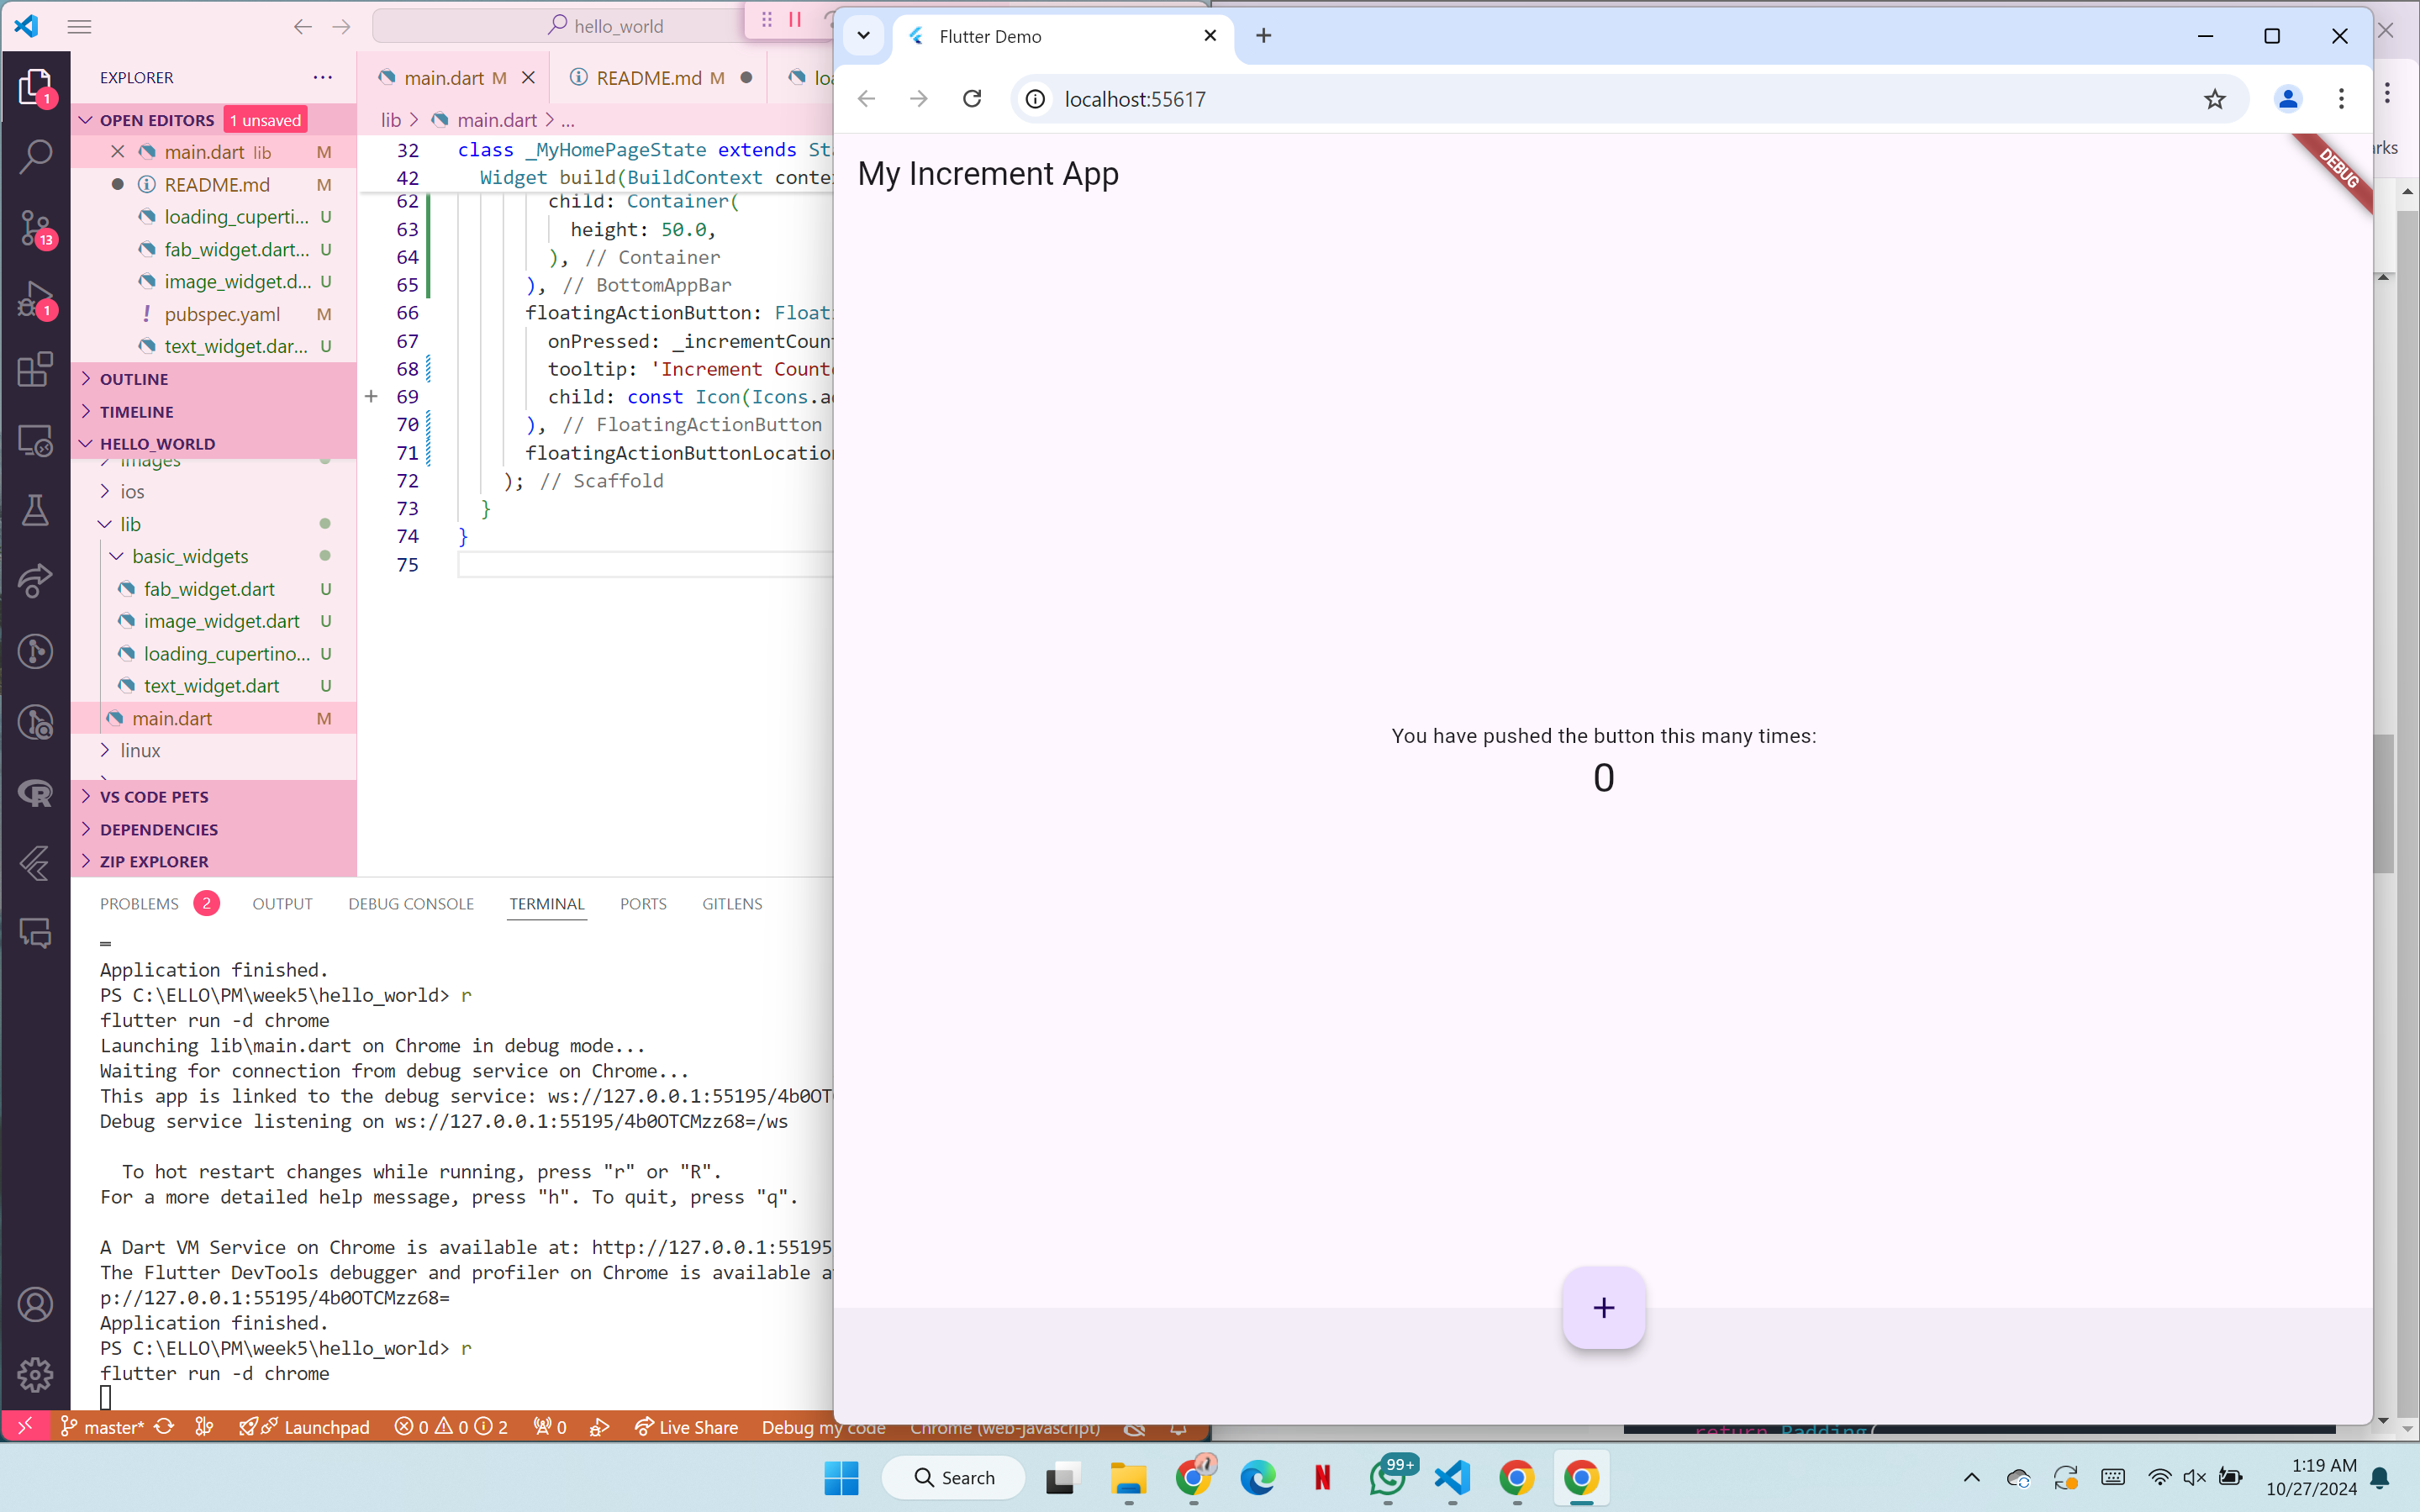 hello_world
EXPLORER
OPEN EDITORS 1 unsaved
main.dart lib M
README.md M
loading_cuperti... U
fab_widget.dart... U
image_widget.d... U
pubspec.yaml M
text_widget.dar... U
OUTLINE
TIMELINE
HELLO_WORLD
images
ios
lib
basic_widgets
fab_widget.dart U
image_widget.dart U
loading_cupertino... U
text_widget.dart U
main.dart M
linux
VS CODE PETS
DEPENDENCIES
ZIP EXPLORER
1
13
1
main.dart M README.md M
lib > main.dart > ...
32 class _MyHomePageState extends
42 Widget build(BuildContext
62 child: Container(
63 height: 50.0,
64 ), // Container
65 ), // BottomAppBar
66 floatingActionButton:
67 onPressed:
68 tooltip: 'Increment
69 child: const Icon(Icons.
70 ), // FloatingActionButton
71
72 ); // Scaffold
73 }
74 }
75
PROBLEMS 2 OUTPUT DEBUG CONSOLE TERMINAL PORTS GITLENS
Application finished.
PS C:\ELLO\PM\week5\hello_world> r
flutter run -d chrome
Launching lib\main.dart on Chrome in debug mode...
Waiting for connection from debug service on Chrome...
This app is linked to the debug service: ws://127.0.0.1:55195/
Debug service listening on ws://127.0.0.1:55195/4b0OTCMzz68=/ws
To hot restart changes while running, press "r" or "R".
For a more detailed help message, press "h". To quit, press "q".
A Dart VM Service on Chrome is available at: http://127.0.0.1:55195
The Flutter DevTools debugger and profiler on Chrome is available
p://127.0.0.1:55195/4b0OTCMzz68=
Application finished.
PS C:\ELLO\PM\week5\hello_world> r
flutter run -d chrome
master* Launchpad 0 0 2 0 Live Share Debug my code Chrome (web-javascript)
Flutter Demo
localhost:55617
My Increment App
DEBUG
You have pushed the button this many times:
0
+
return Padding(
Search
99+
1:19 AM
10/27/2024